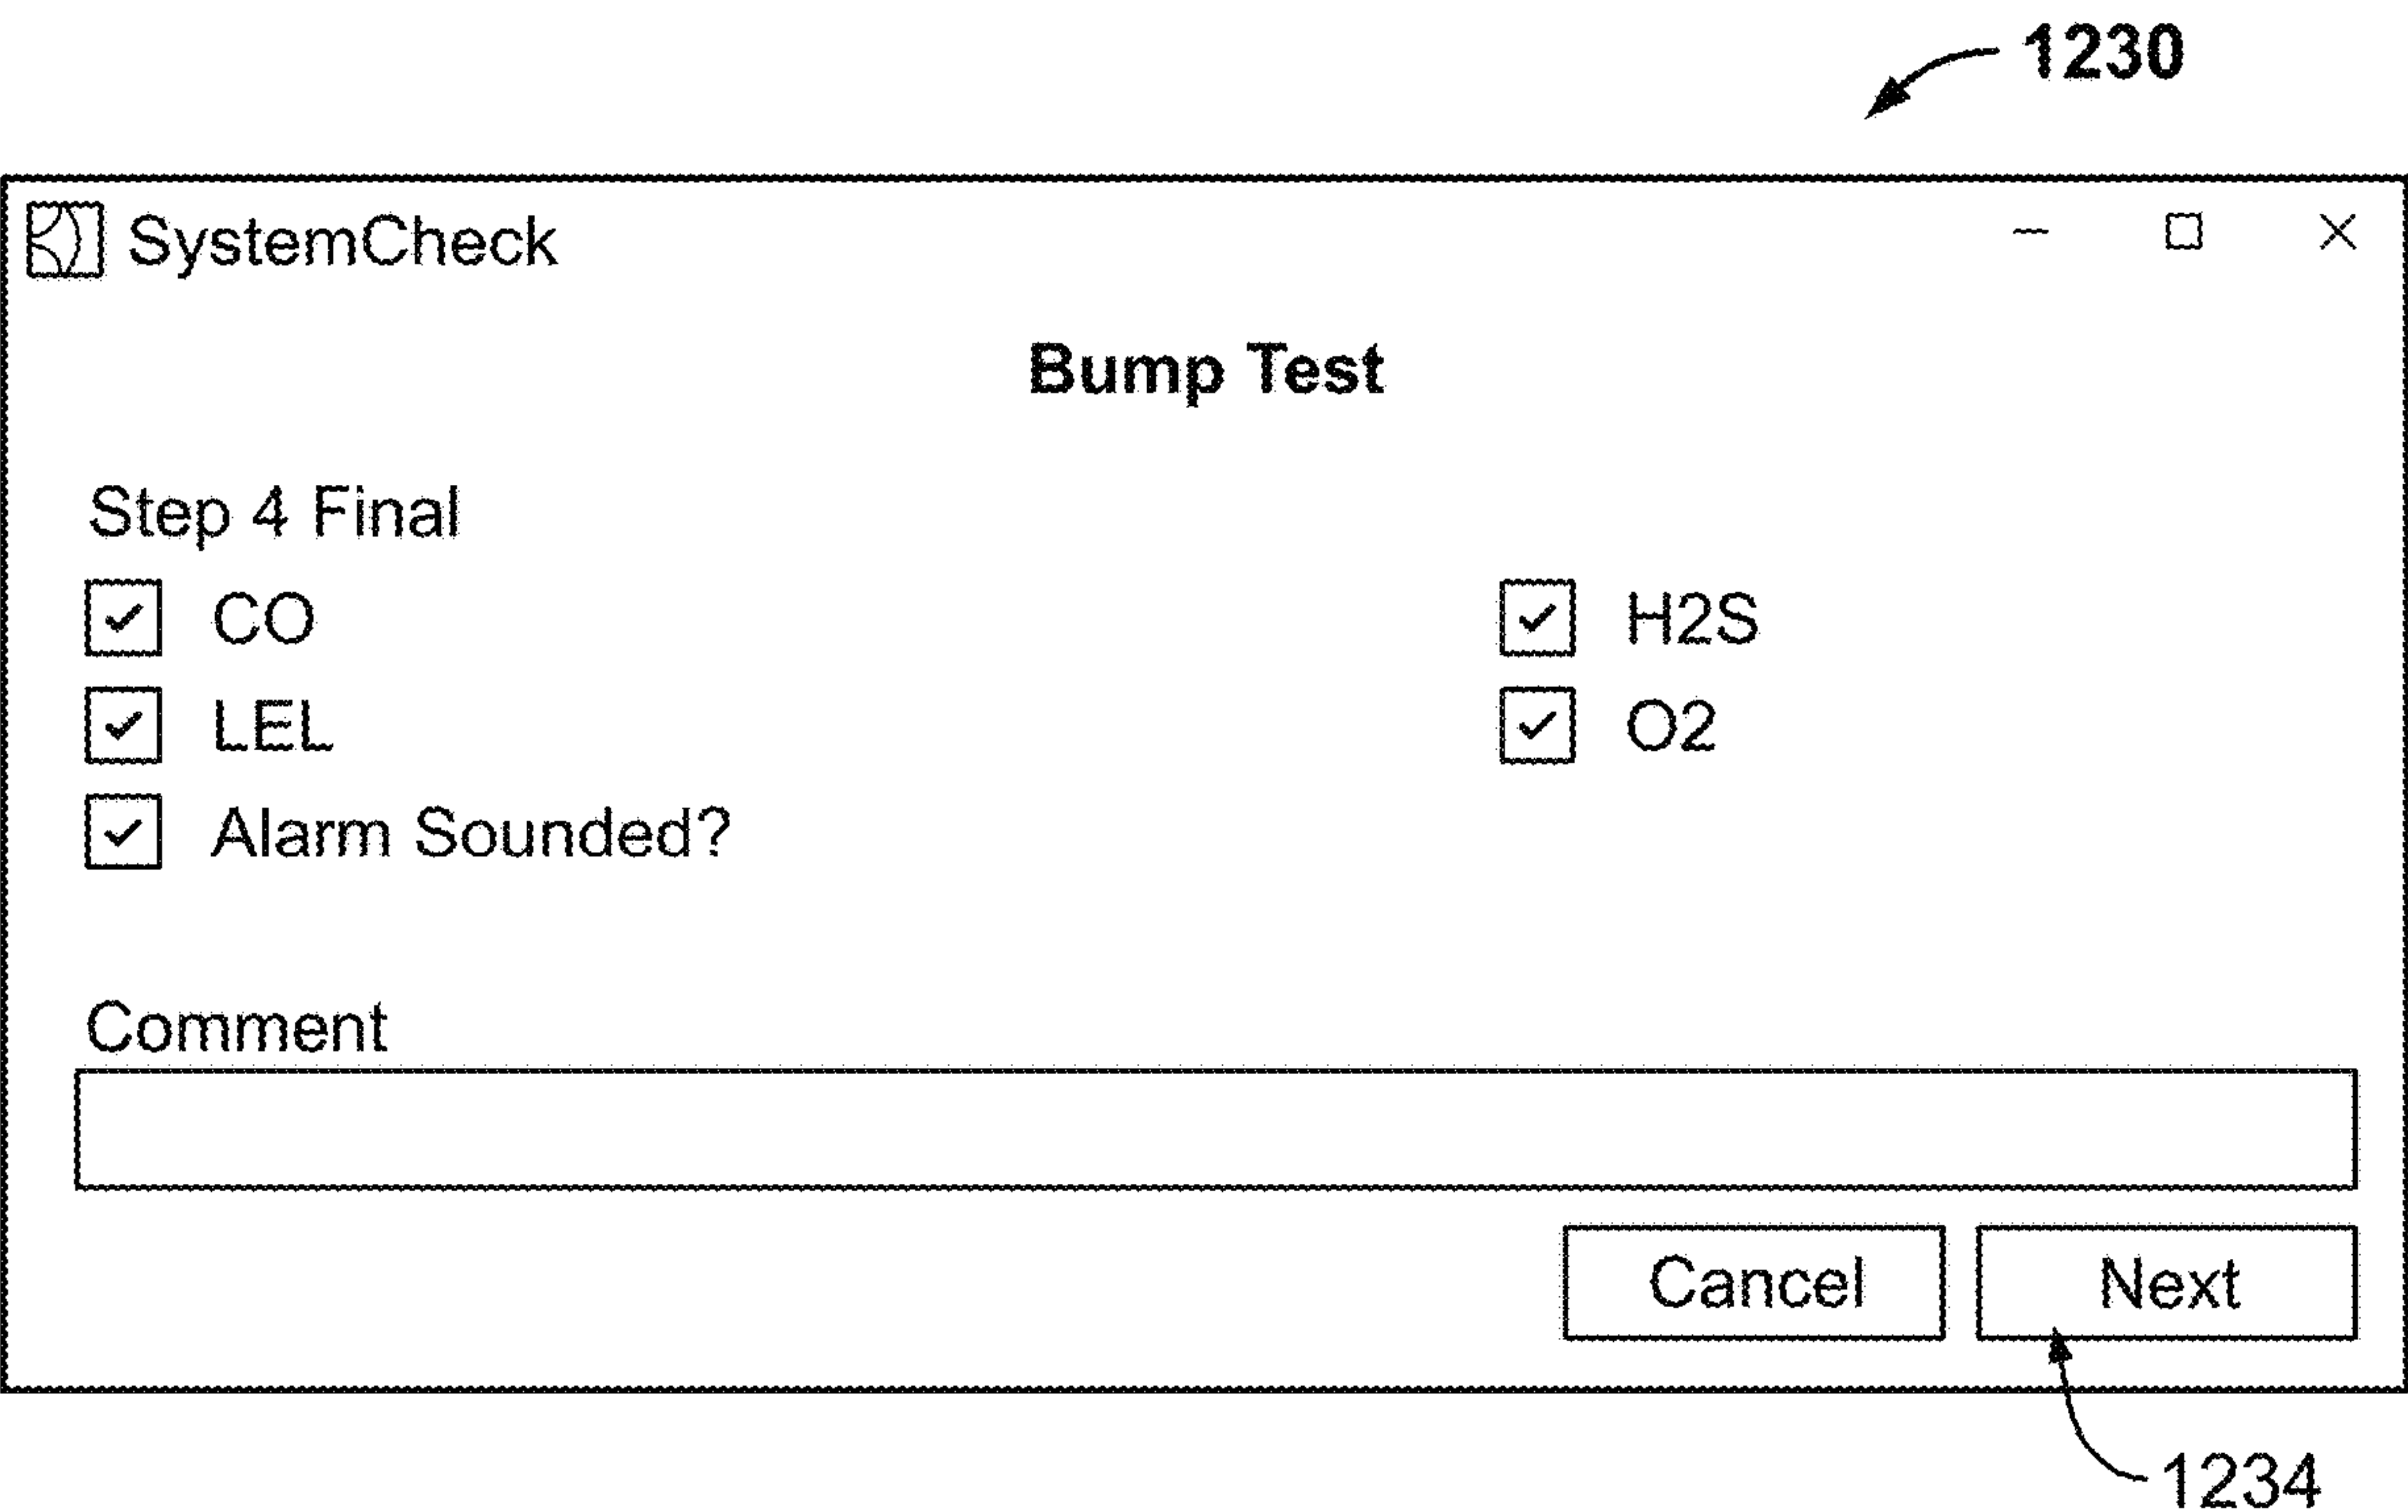 1230
SystemCheck
Bump Test
Step 4 Final
CO
H2S
LEL
O2
Alarm Sounded?
Comment
Cancel
Next
1234